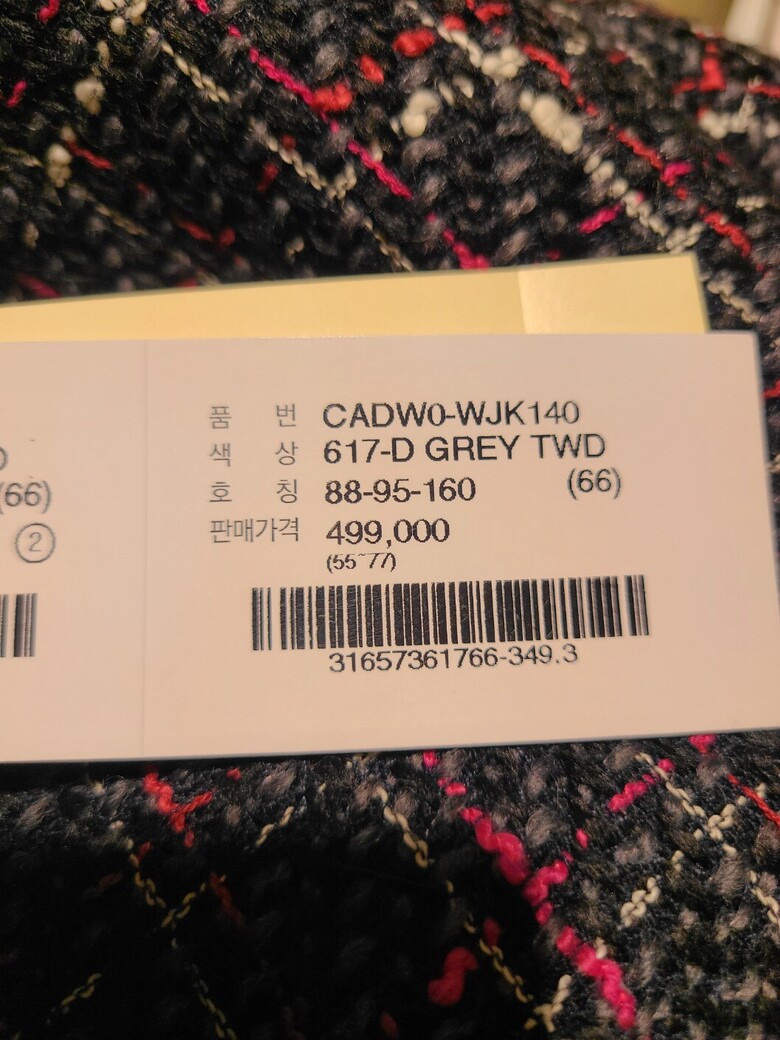 품 번 CADW0-WJK140
색 상 617-D GREY TWD
호 칭 88-95-160 (66)
판매가격 499,000
(55~77)
31657361766-349.3
(66)
②